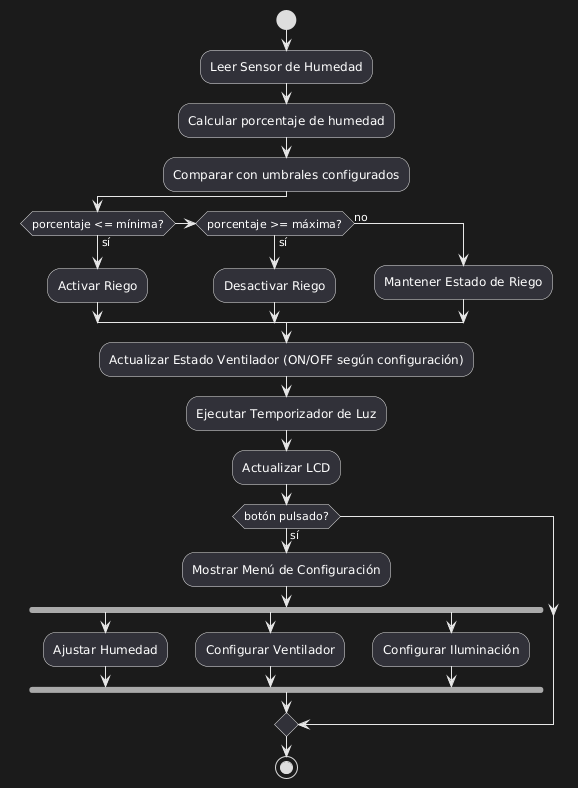 Leer Sensor de Humedad
Calcular porcentaje de humedad
Comparar con umbrales configurados
porcentaje <= mínima?
porcentaje >= máxima?
no
sí
sí
Activar Riego
Desactivar Riego
Mantener Estado de Riego
Actualizar Estado Ventilador (ON/OFF según configuración)
Ejecutar Temporizador de Luz
Actualizar LCD
botón pulsado?
sí
Mostrar Menú de Configuración
Ajustar Humedad
Configurar Ventilador
Configurar Iluminación